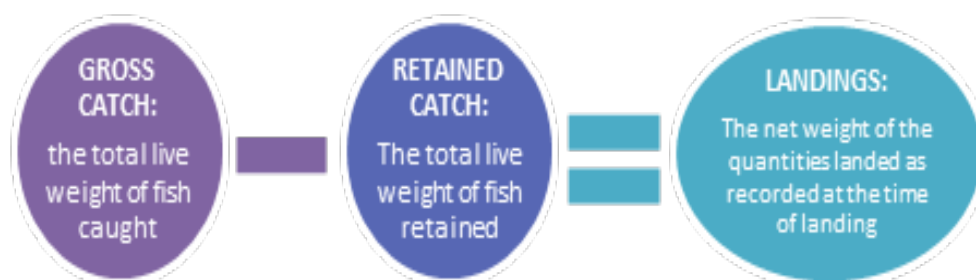 GROSS
CATCH:
the total live
weight of fish
caught
RETAINED
CATCH:
The total live
weight of fish
retained
LANDINGS:
The net weight of the
quantities landed as
recorded at the time
of landing